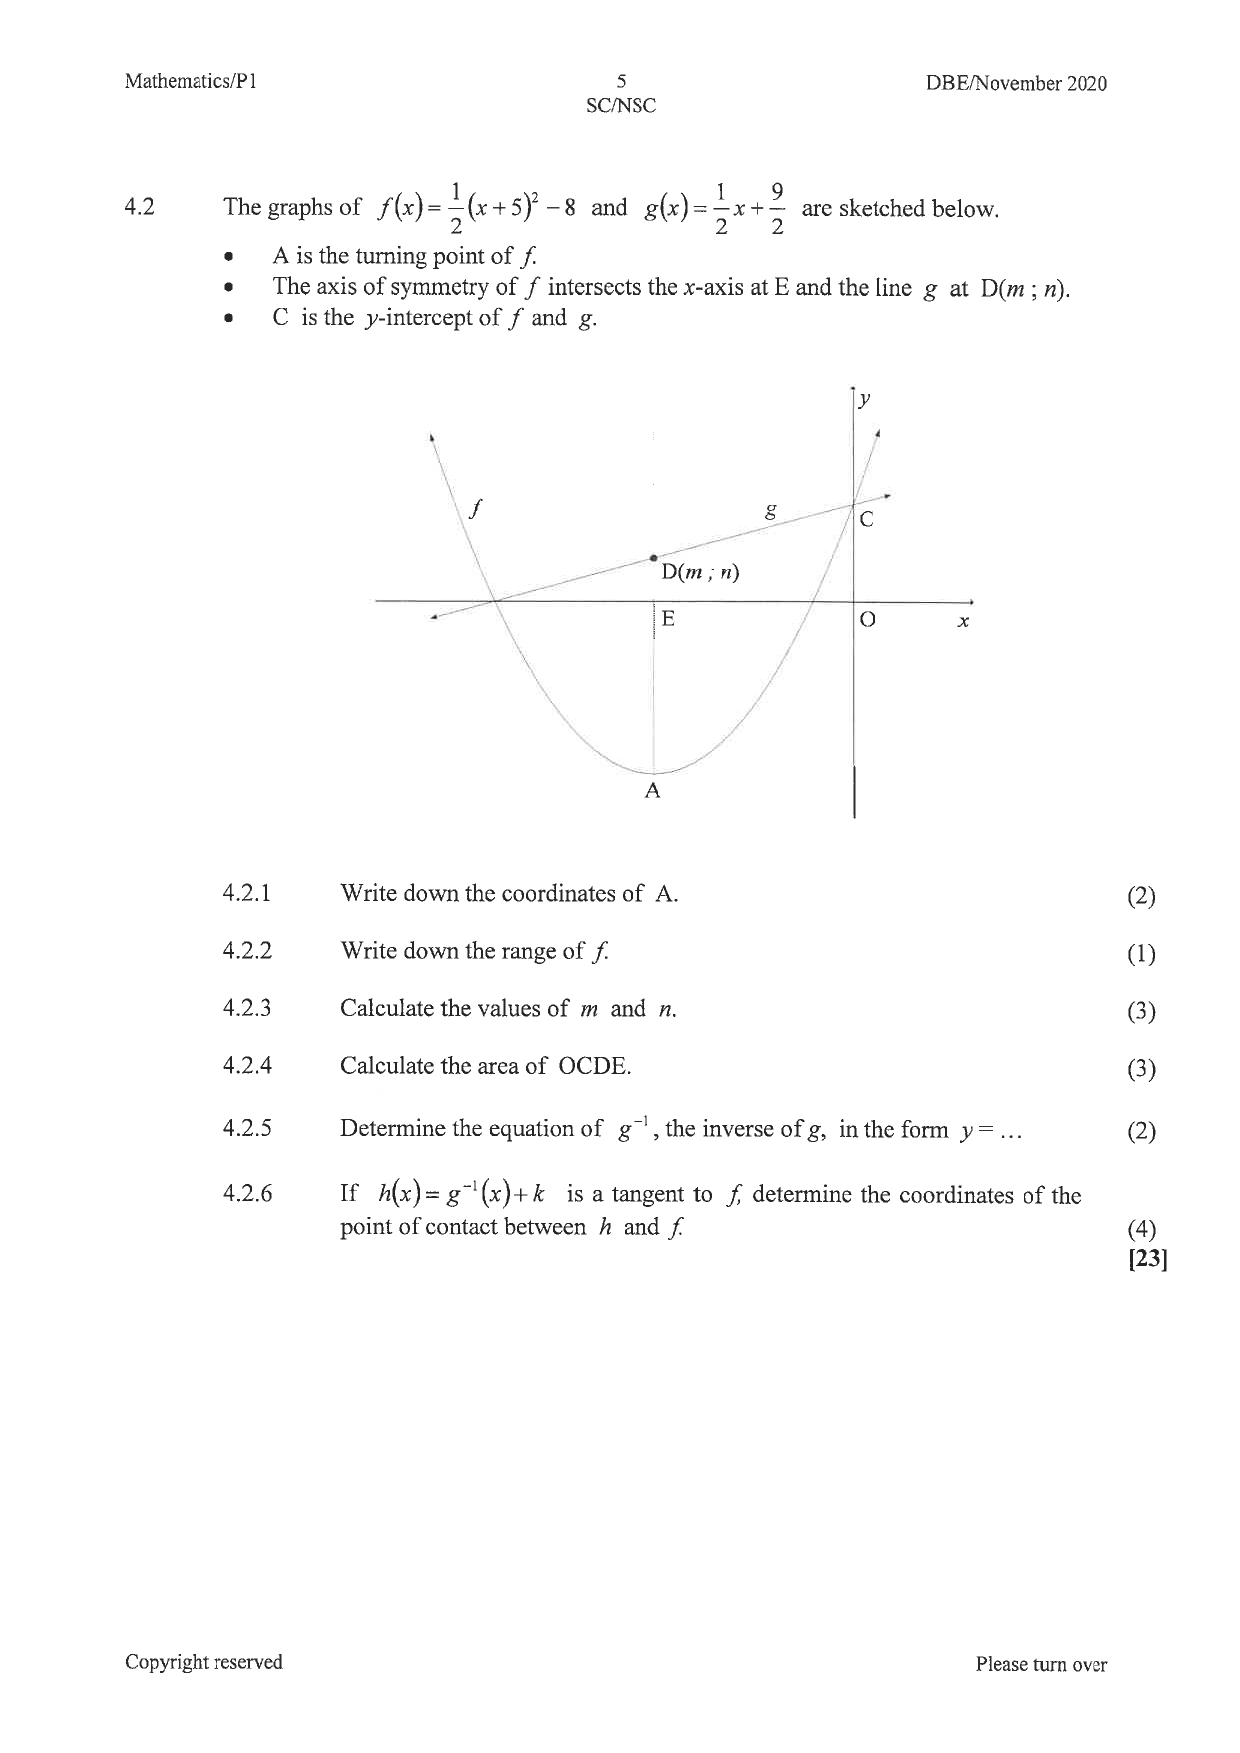 Mathematics/P1 5 DBE/November 2020
SC/NSC
4.2 The graphs of f(x) = 1/2(x + 5)² − 8 and g(x) = 1/2 x + 9/2 are sketched below.
• A is the turning point of f.
• The axis of symmetry of f intersects the x-axis at E and the line g at D(m ; n).
• C is the y-intercept of f and g.
y
f
g
C
D(m ; n)
E
O
x
A
4.2.1 Write down the coordinates of A. (2)
4.2.2 Write down the range of f. (1)
4.2.3 Calculate the values of m and n. (3)
4.2.4 Calculate the area of OCDE. (3)
4.2.5 Determine the equation of g⁻¹, the inverse of g, in the form y = ... (2)
4.2.6 If h(x) = g⁻¹(x) + k is a tangent to f, determine the coordinates of the
point of contact between h and f. (4)
[23]
Copyright reserved Please turn over